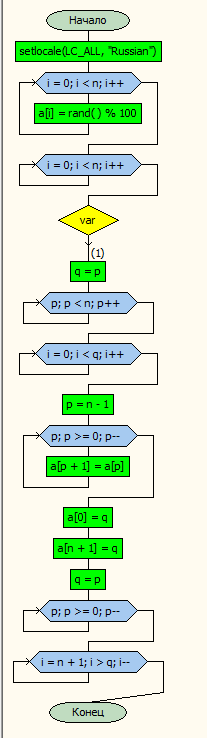 Начало
setlocale(LC_ALL, "Russian")
i = 0; i < n; i++
a[i] = rand() % 100
i = 0; i < n; i++
var
(1)
q = p
p; p < n; p++
i = 0; i < q; i++
p = n - 1
p; p >= 0; p--
a[p + 1] = a[p]
a[0] = q
a[n + 1] = q
q = p
p; p >= 0; p--
i = n + 1; i > q; i--
Конец